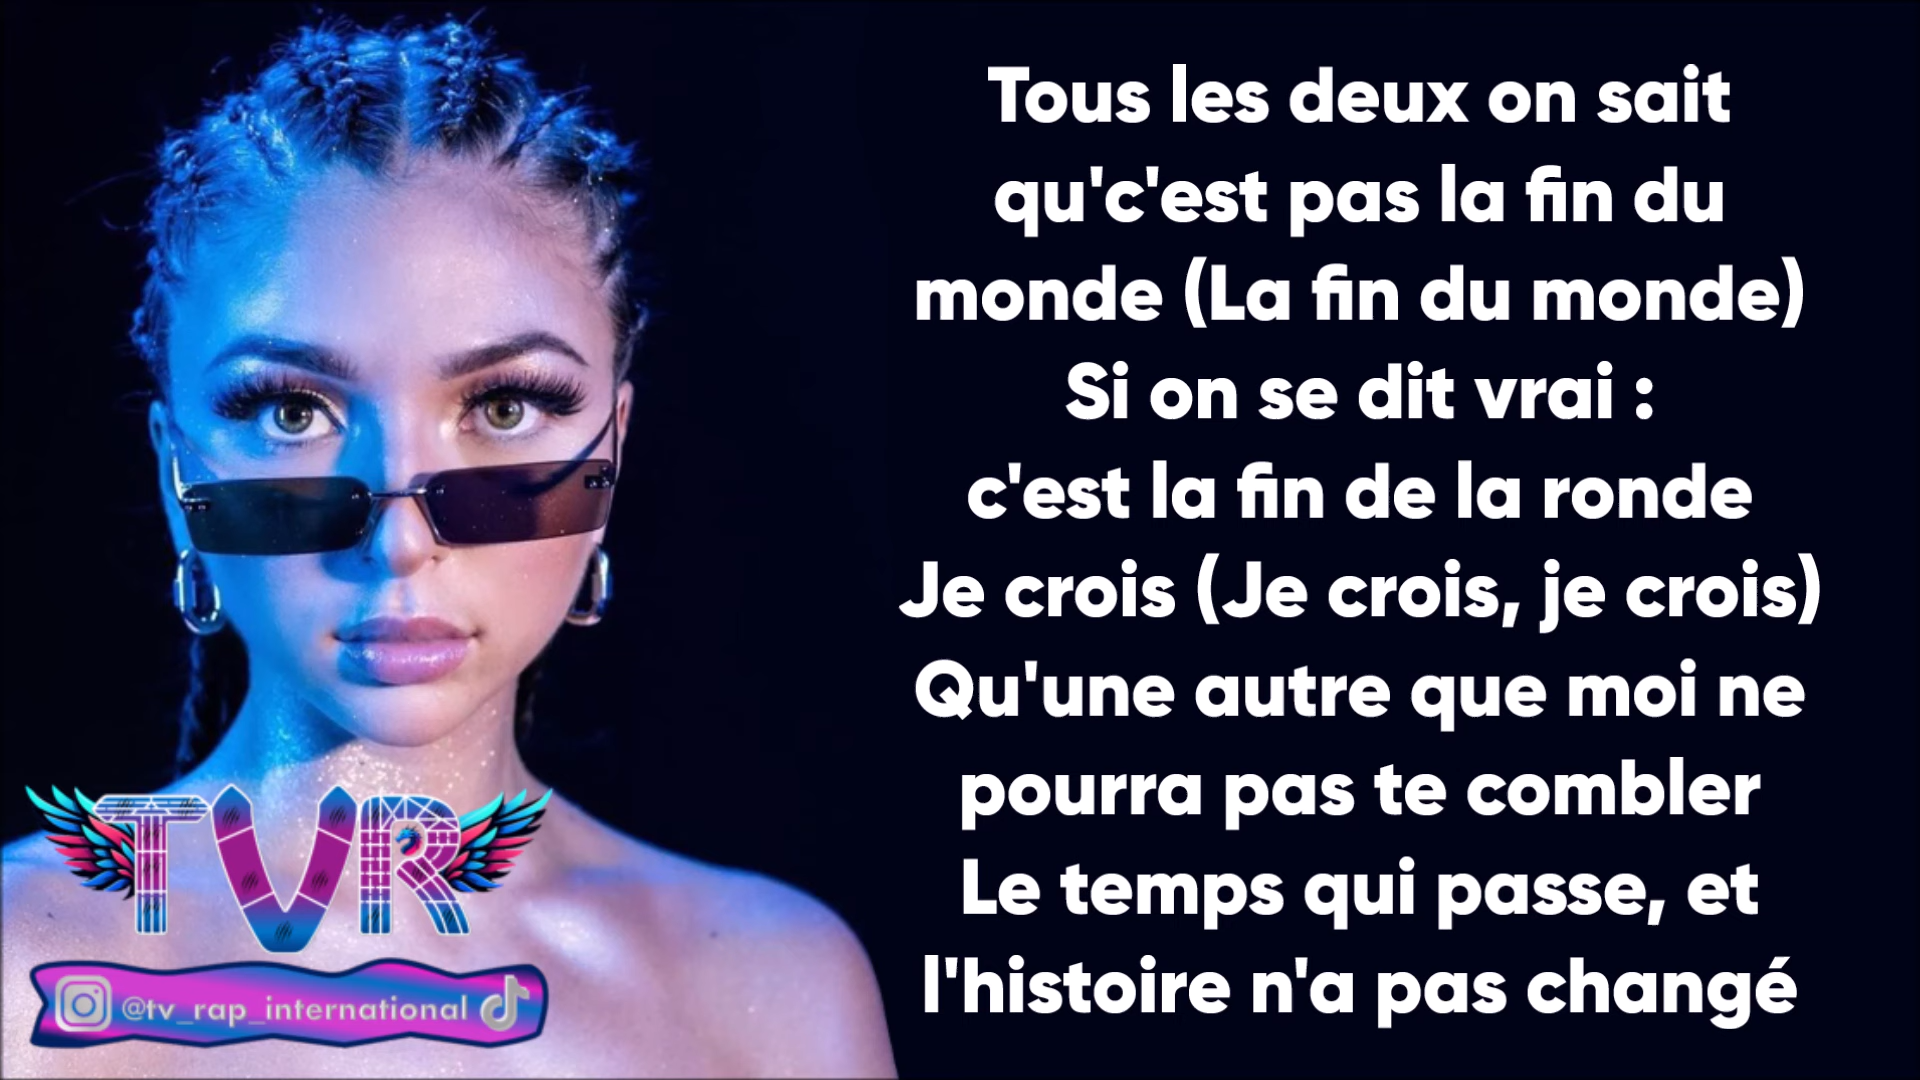 Tous les deux on sait
qu'c'est pas la fin du
monde (La fin du monde)
Si on se dit vrai :
c'est la fin de la ronde
Je crois (Je crois, je crois)
Qu'une autre que moi ne
pourra pas te combler
Le temps qui passe, et
l'histoire n'a pas changé
TVR
@tv_rap_international